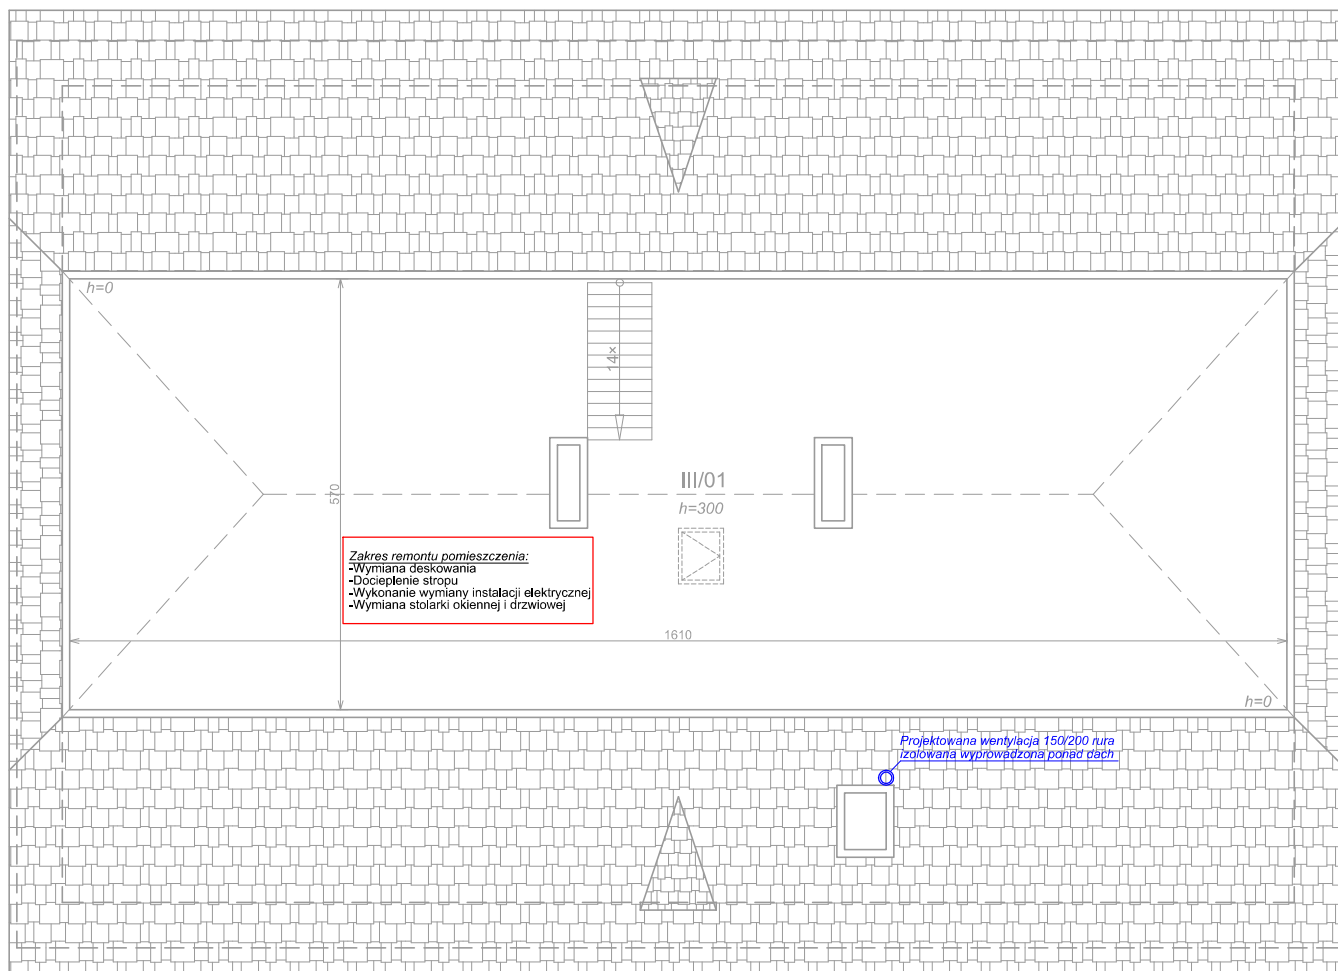 h=0
14×
III/01
h=300
570
Zakres remontu pomieszczenia:
-Wymiana deskowania
-Docieplenie stropu
-Wykonanie wymiany instalacji elektrycznej
-Wymiana stolarki okiennej i drzwiowej
1610
h=0
Projektowana wentylacja 150/200 rura
izolowana wyprowadzona ponad dach